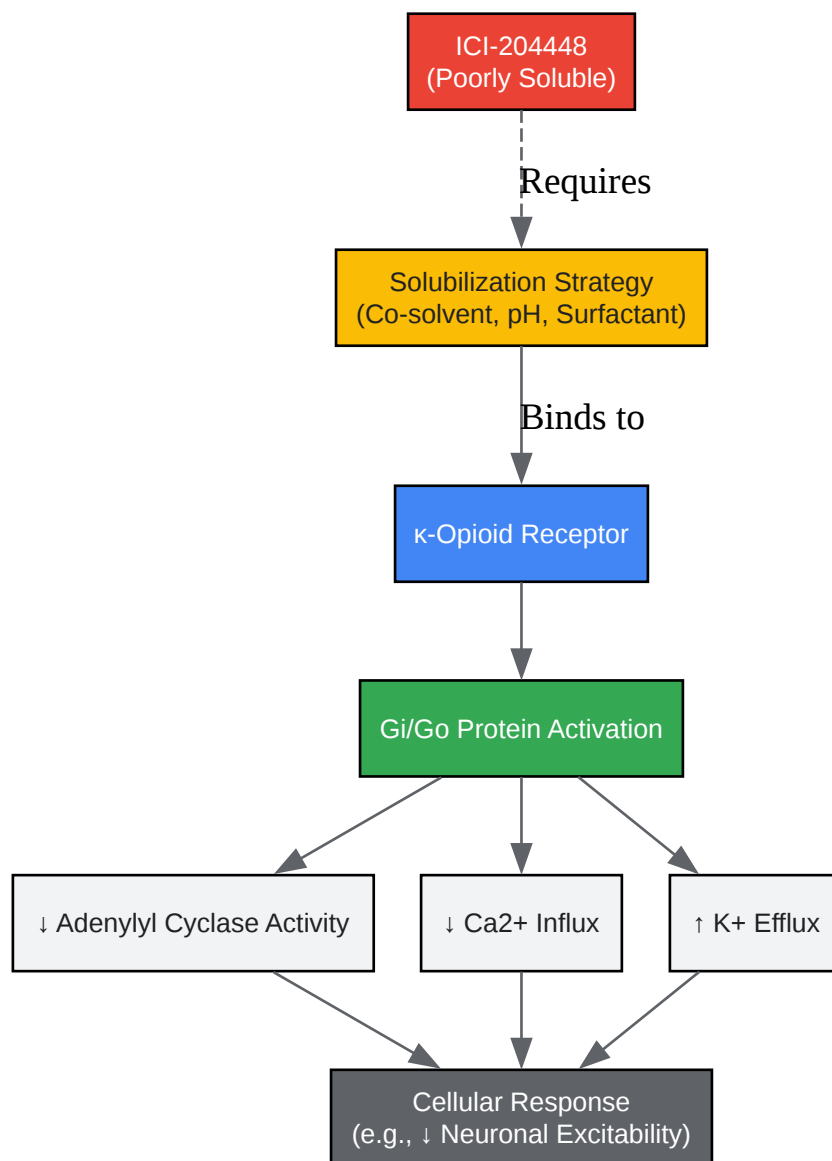 ICI-204448
(Poorly Soluble)
Requires
Solubilization Strategy
(Co-solvent, pH, Surfactant)
Binds to
κ-Opioid Receptor
Gi/Go Protein Activation
↓ Adenylyl Cyclase Activity
↓ Ca2+ Influx
↑ K+ Efflux
Cellular Response
(e.g., ↓ Neuronal Excitability)